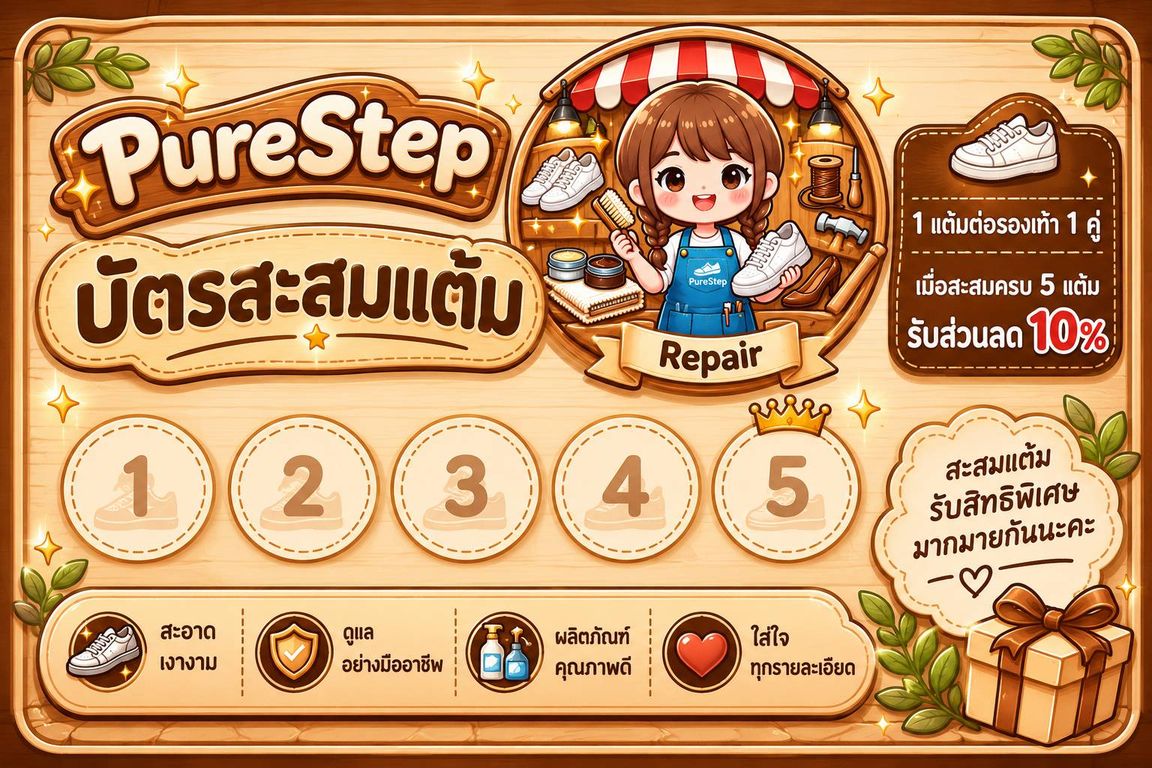 PureStep
บัตรสะสมแต้ม
PureStep
Repair
1 แต้มต่อรองเท้า 1 คู่
เมื่อสะสมครบ 5 แต้ม
รับส่วนลด 10%
1
2
3
4
5
สะสมแต้ม
รับสิทธิพิเศษ
มากมายกันนะคะ
สะอาด
เงางาม
ดูแล
อย่างมืออาชีพ
ผลิตภัณฑ์
คุณภาพดี
ใส่ใจ
ทุกรายละเอียด